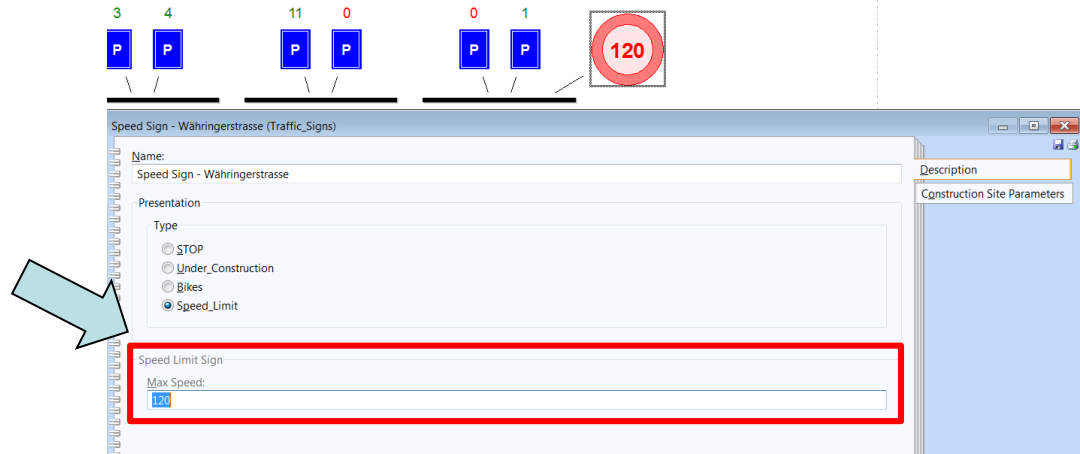 3 4 11 0 0 1
P P P P P P 120
Speed Sign - Währingerstrasse (Traffic_Signs)
Name:
Speed Sign - Währingerstrasse
Description
Construction Site Parameters
Presentation
Type
STOP
Under_Construction
Bikes
Speed_Limit
Speed Limit Sign
Max Speed:
120